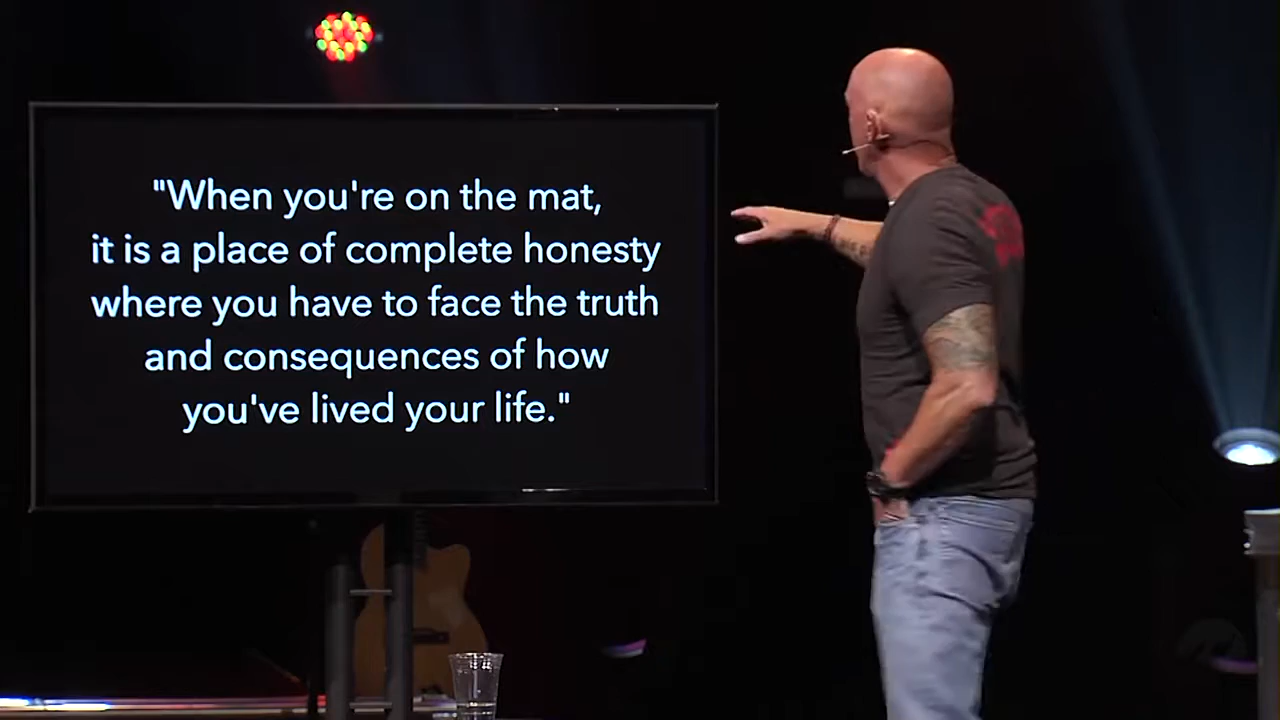 "When you're on the mat,
it is a place of complete honesty
where you have to face the truth
and consequences of how
you've lived your life."